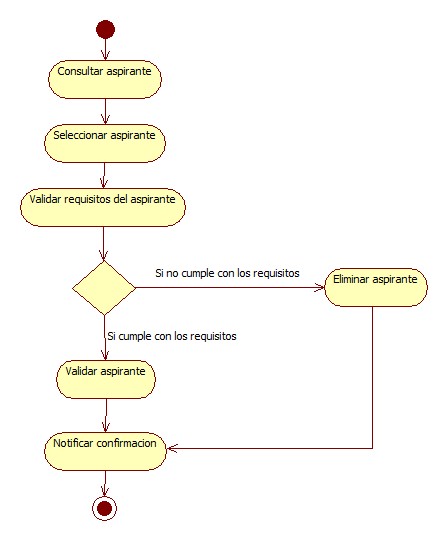 Consultar aspirante
Seleccionar aspirante
Validar requisitos del aspirante
Si no cumple con los requisitos
Eliminar aspirante
Si cumple con los requisitos
Validar aspirante
Notificar confirmacion